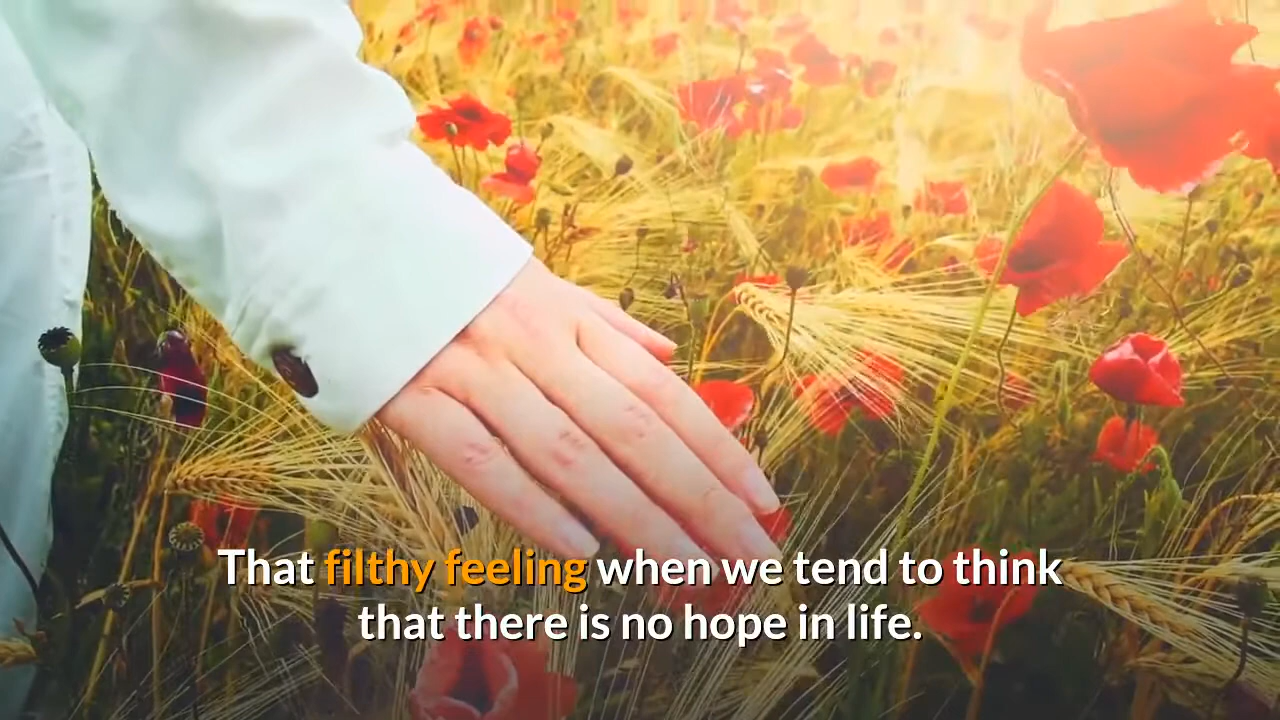 That filthy feeling when we tend to think
that there is no hope in life.